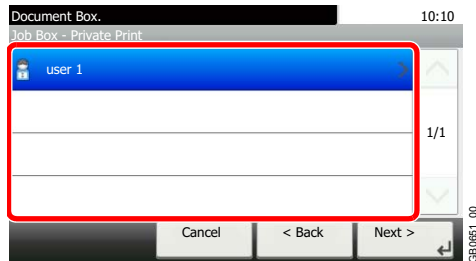 Document Box.
10:10
Job Box - Private Print
user 1
1/1
Cancel
< Back
Next >
GB0651_00